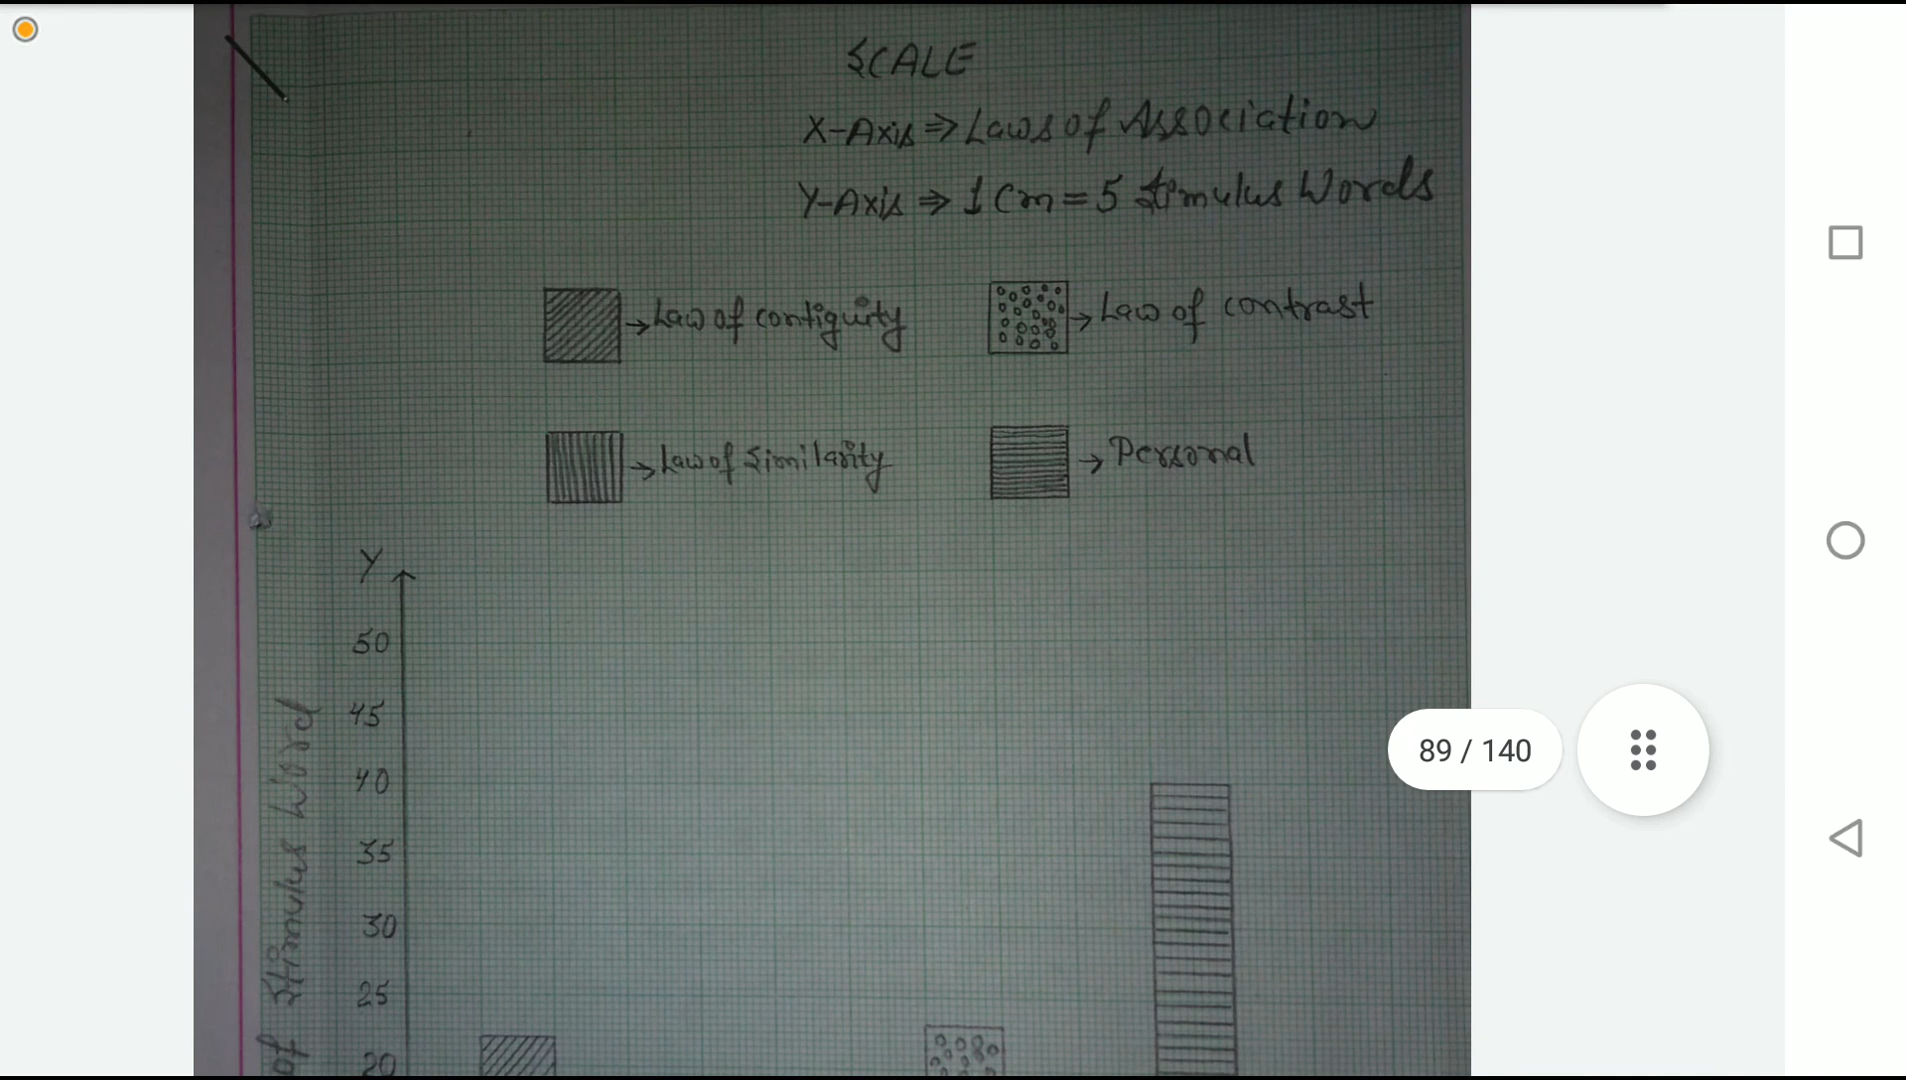 SCALE
X-Axis ⇒ Laws of Association
Y-Axis ⇒ 1 Cm = 5 Stimulus Words
→ Law of contiguity
→ Law of contrast
→ Law of Similarity
→ Personal
Y
50
45
40
35
30
25
20
of Stimulus Word
89 / 140